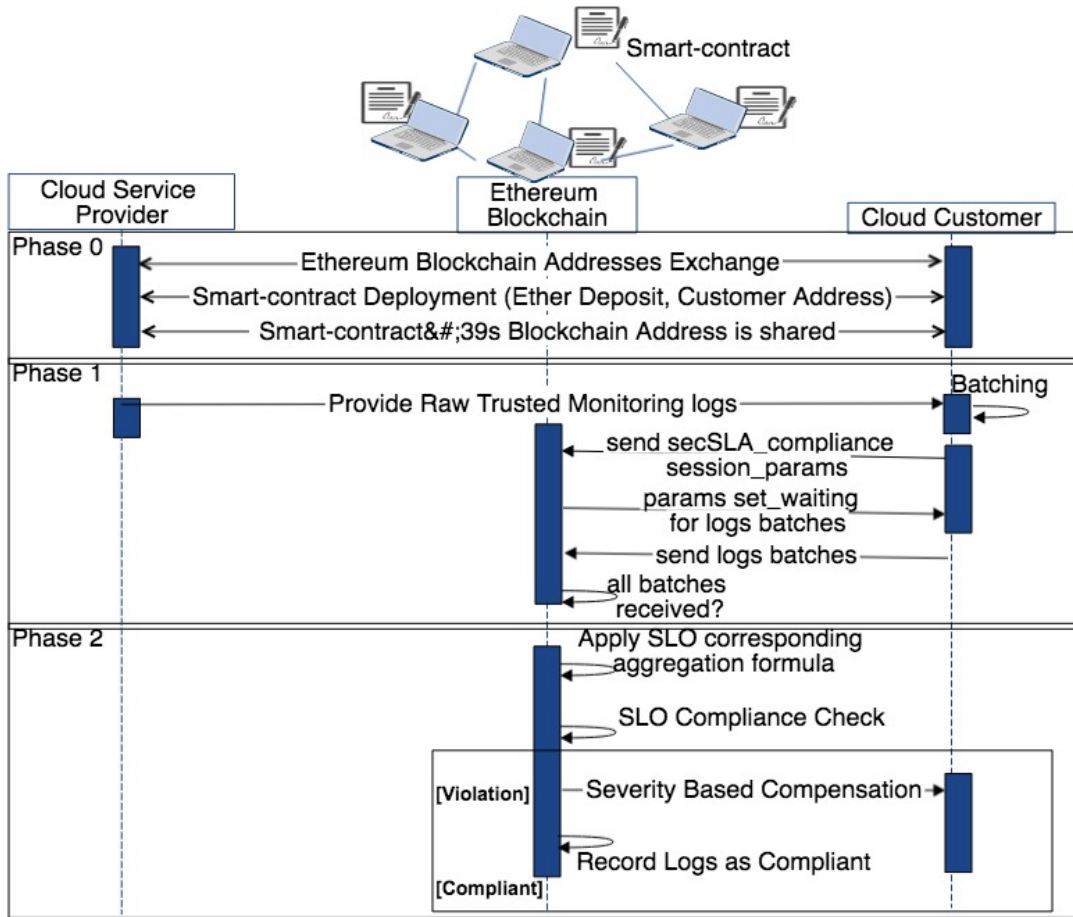 Smart-contract
Cloud Service
Provider
Ethereum
Blockchain
Cloud Customer
Phase 0
Ethereum Blockchain Addresses Exchange
Smart-contract Deployment (Ether Deposit, Customer Address)
Smart-contract&#;39s Blockchain Address is shared
Phase 1
Batching
Provide Raw Trusted Monitoring logs
send secSLA_compliance
session_params
params set_waiting
for logs batches
send logs batches
all batches
received?
Phase 2
Apply SLO corresponding
aggregation formula
SLO Compliance Check
[Violation]
Severity Based Compensation
Record Logs as Compliant
[Compliant]